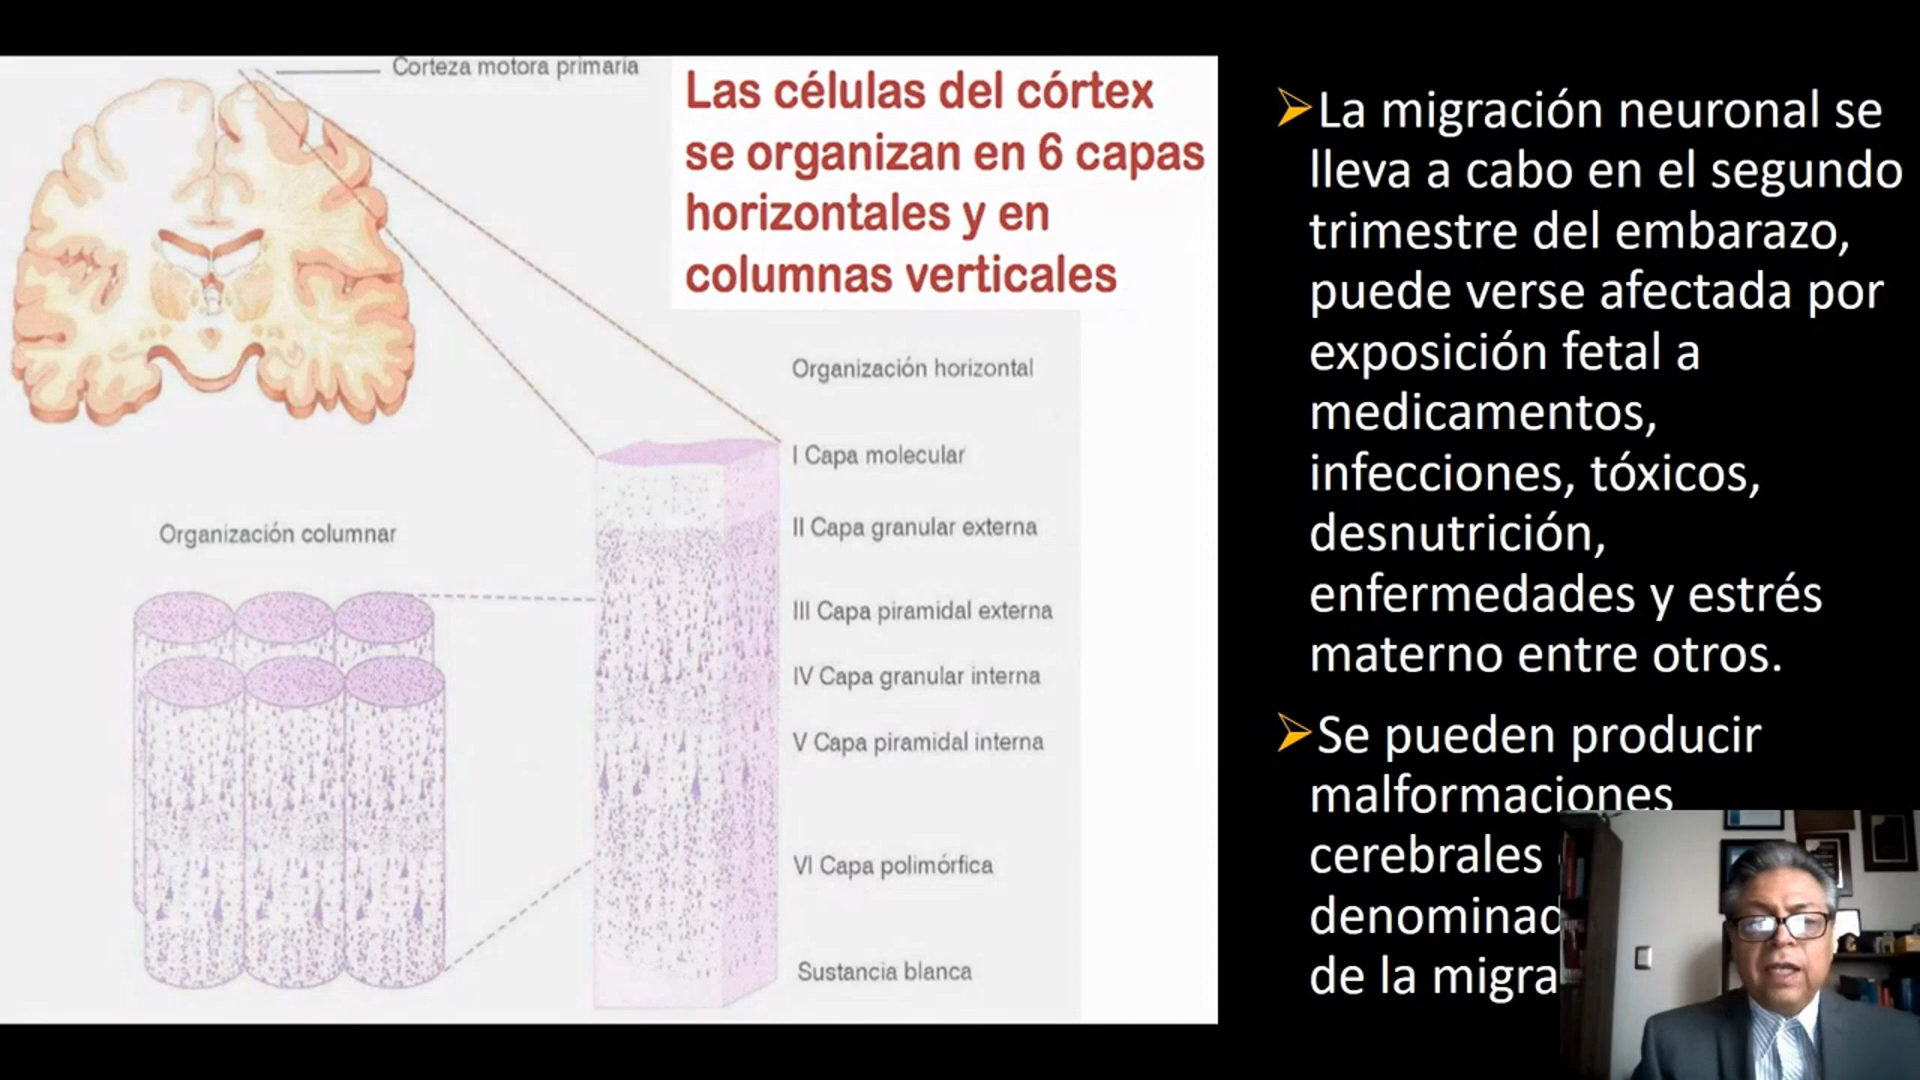 Corteza motora primaria
Las células del córtex
se organizan en 6 capas
horizontales y en
columnas verticales
Organización horizontal
I Capa molecular
II Capa granular externa
III Capa piramidal externa
IV Capa granular interna
V Capa piramidal interna
VI Capa polimórfica
Sustancia blanca
Organización columnar
La migración neuronal se
lleva a cabo en el segundo
trimestre del embarazo,
puede verse afectada por
exposición fetal a
medicamentos,
infecciones, tóxicos,
desnutrición,
enfermedades y estrés
materno entre otros.
Se pueden producir
malformaciones
cerebrales
de la